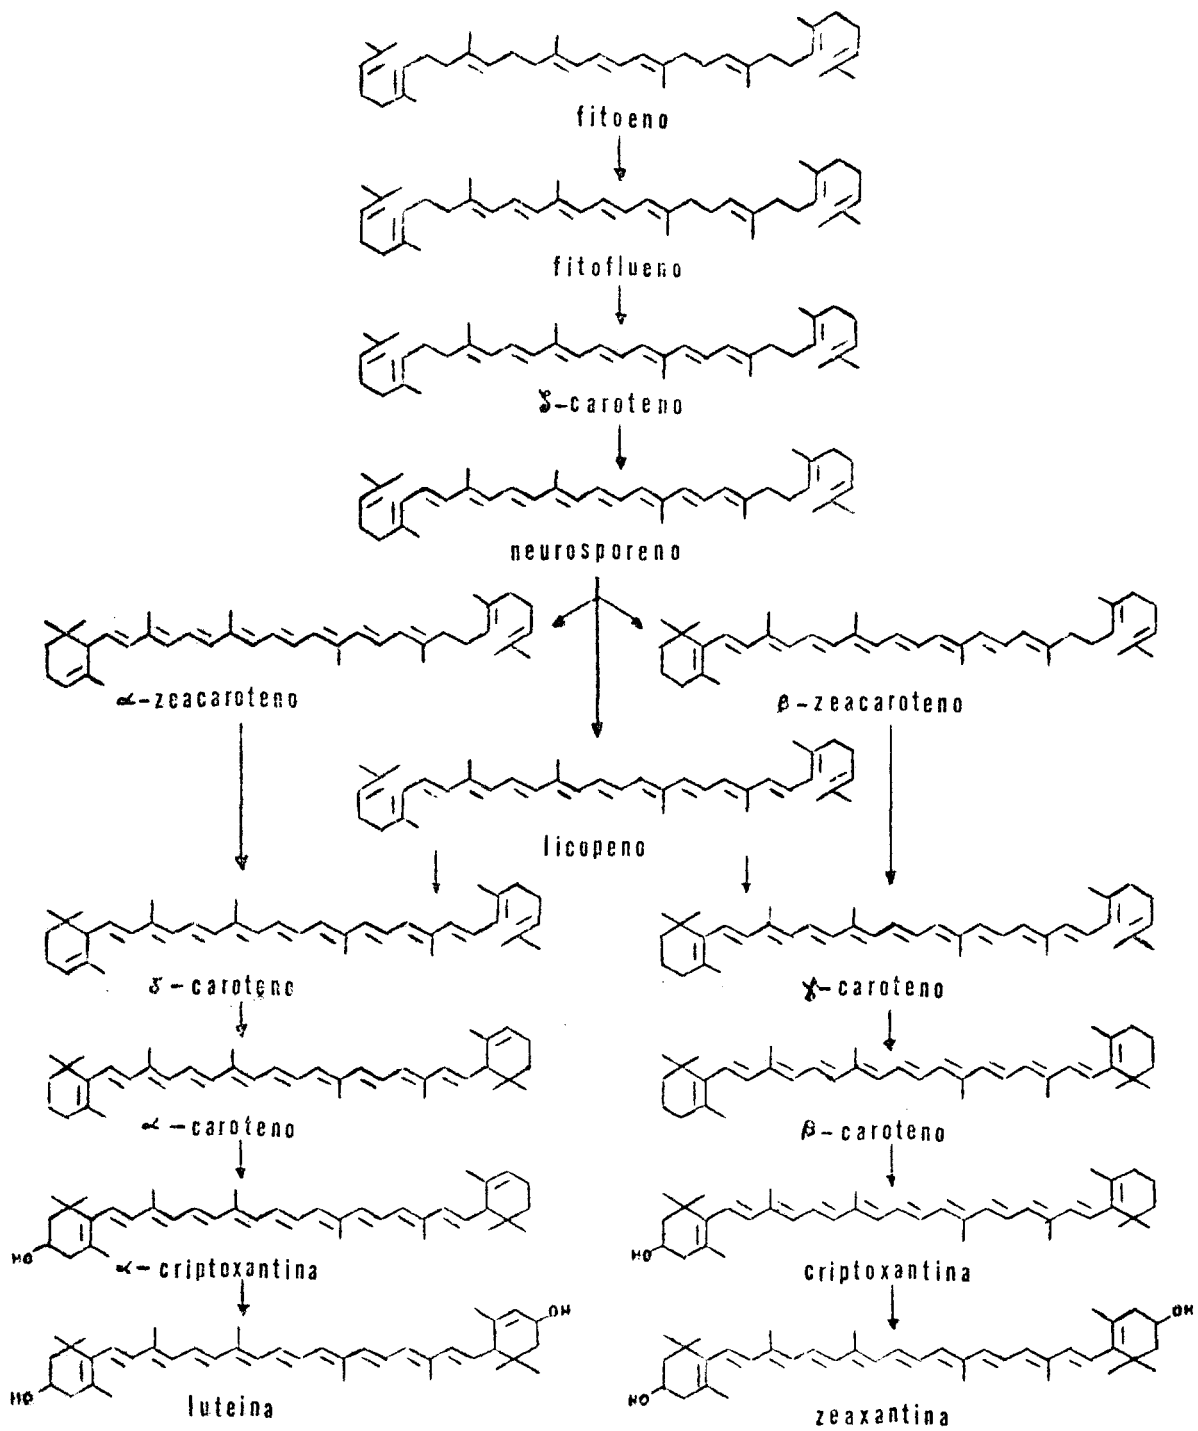 fitoeno
fitoflueno
ζ-caroteno
neurosporeno
α-zeacaroteno
β-zeacaroteno
licopeno
δ-caroteno
γ-caroteno
α-caroteno
β-caroteno
HO
α-criptoxantina
HO
criptoxantina
OH
HO
luteina
OH
HO
zeaxantina